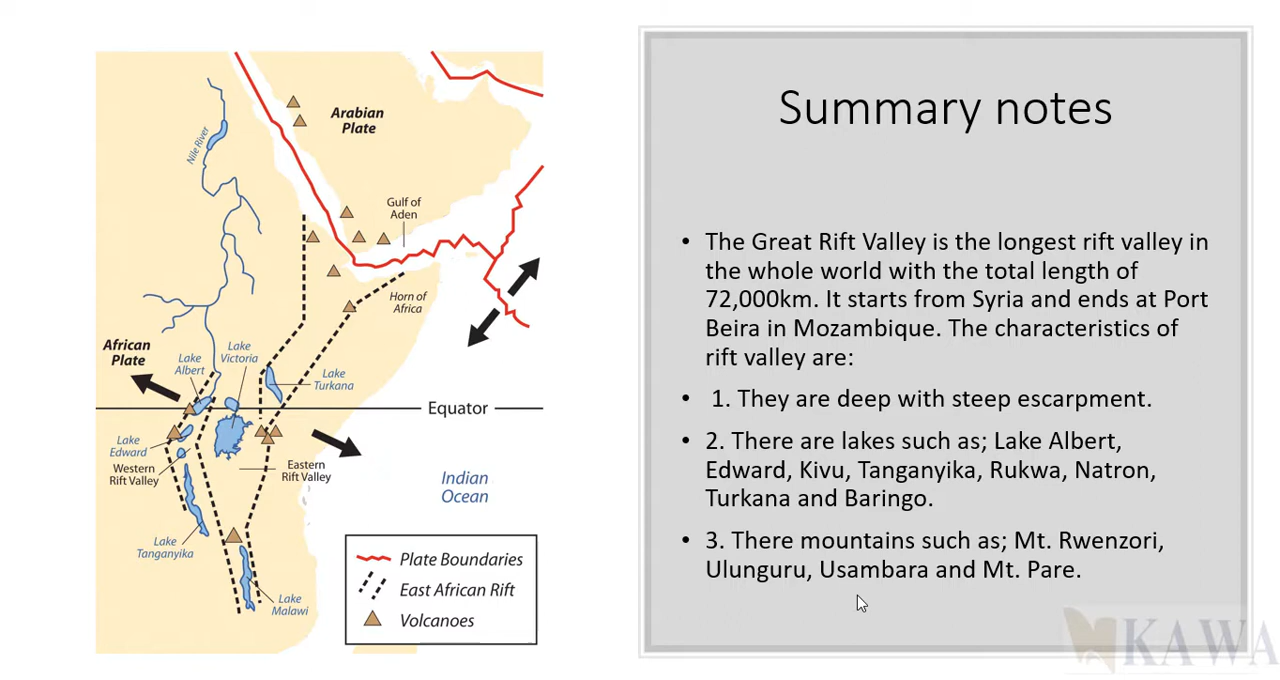 Arabian
Plate
Nile River
Gulf of
Aden
Horn of
Africa
African
Plate
Lake
Albert
Lake
Victoria
Lake
Turkana
Equator
Lake
Edward
Western
Rift Valley
Eastern
Rift Valley
Indian
Ocean
Lake
Tanganyika
Lake
Malawi
Plate Boundaries
East African Rift
Volcanoes
Summary notes
• The Great Rift Valley is the longest rift valley in
the whole world with the total length of
72,000km. It starts from Syria and ends at Port
Beira in Mozambique. The characteristics of
rift valley are:
• 1. They are deep with steep escarpment.
• 2. There are lakes such as; Lake Albert,
Edward, Kivu, Tanganyika, Rukwa, Natron,
Turkana and Baringo.
• 3. There mountains such as; Mt. Rwenzori,
Ulunguru, Usambara and Mt. Pare.
KAWA